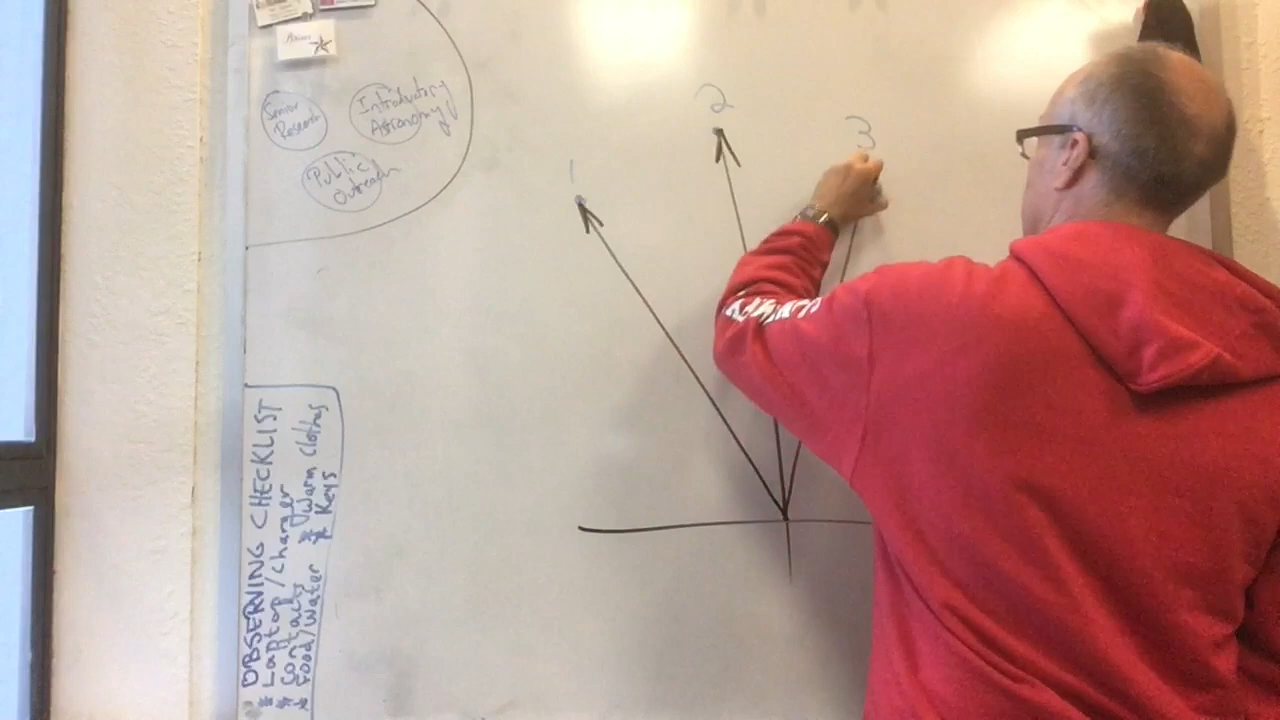 Senior
Research
Introductory
Astronomy
Public
Outreach
1
2
3
OBSERVING CHECKLIST
* Laptop/Charger
* Contacts
* Food/Water
* Warm clothes
* Keys